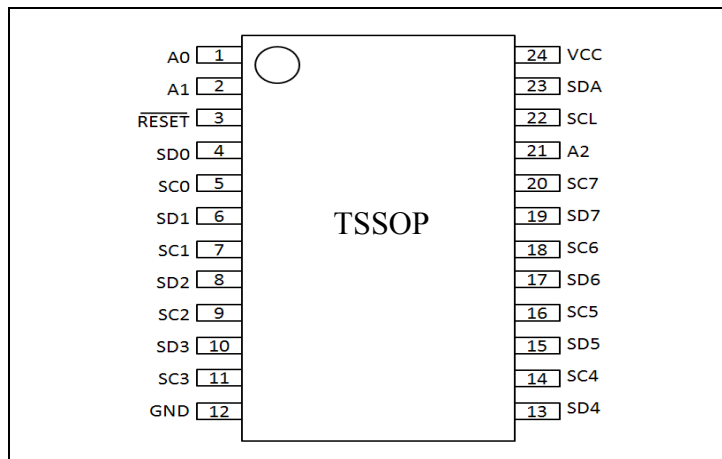 A0 1 24 VCC
A1 2 23 SDA
RESET 3 22 SCL
SD0 4 21 A2
SC0 5 20 SC7
SD1 6 19 SD7
TSSOP
SC1 7 18 SC6
SD2 8 17 SD6
SC2 9 16 SC5
SD3 10 15 SD5
SC3 11 14 SC4
GND 12 13 SD4